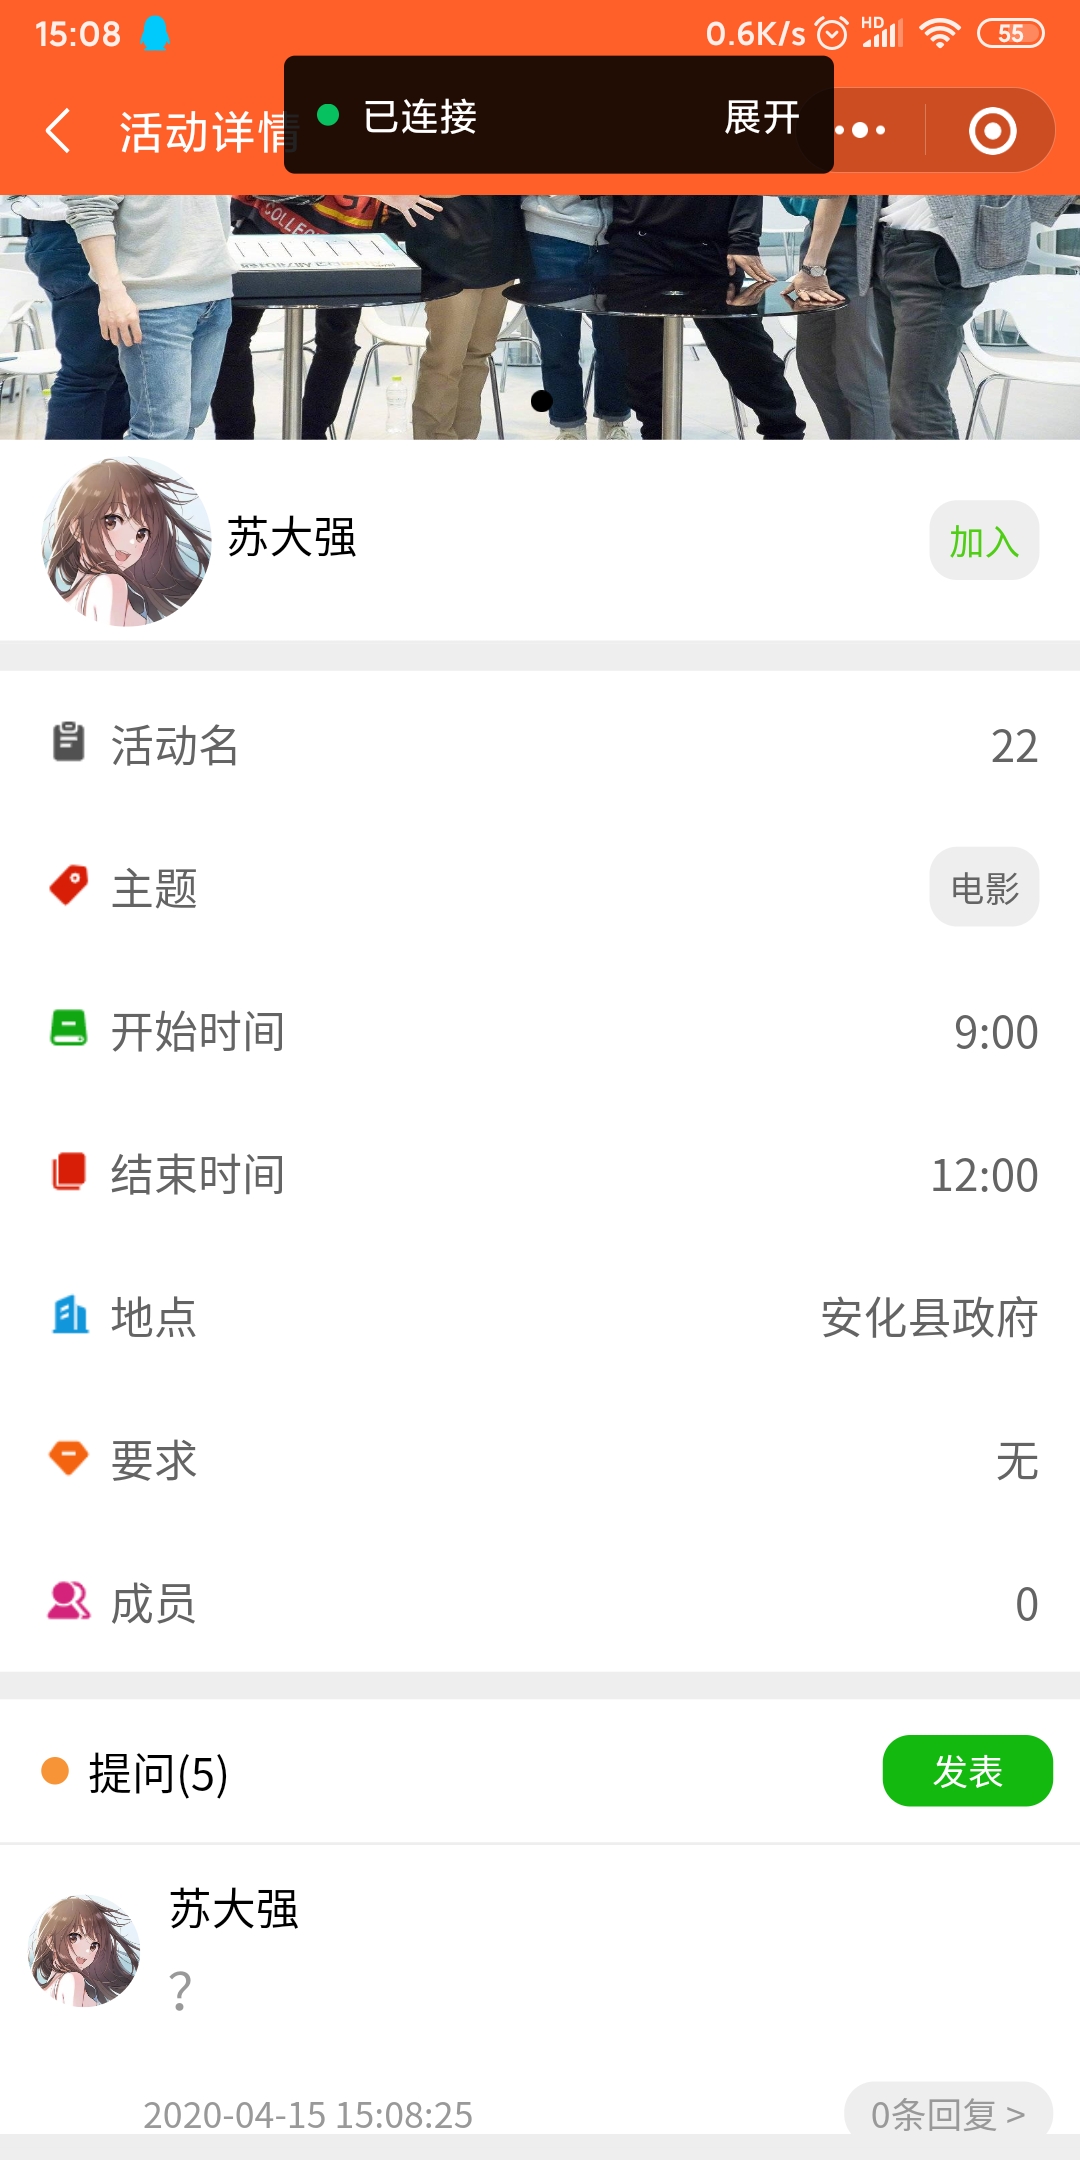 15:08
0.6K/s HD 55
活动详情
已连接 展开
COLLEG
苏大强
加入
活动名 22
主题 电影
开始时间 9:00
结束时间 12:00
地点 安化县政府
要求 无
成员 0
提问(5) 发表
苏大强
?
2020-04-15 15:08:25 0条回复 >